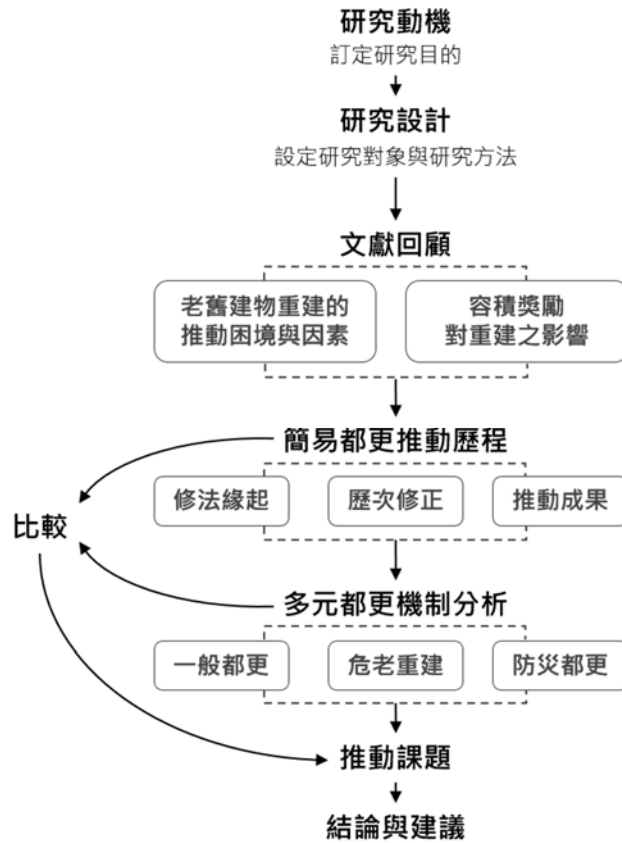 研究動機
訂定研究目的
研究設計
設定研究對象與研究方法
文獻回顧
老舊建物重建的
推動困境與因素
容積獎勵
對重建之影響
簡易都更推動歷程
修法緣起
歷次修正
推動成果
比較
多元都更機制分析
一般都更
危老重建
防災都更
推動課題
結論與建議